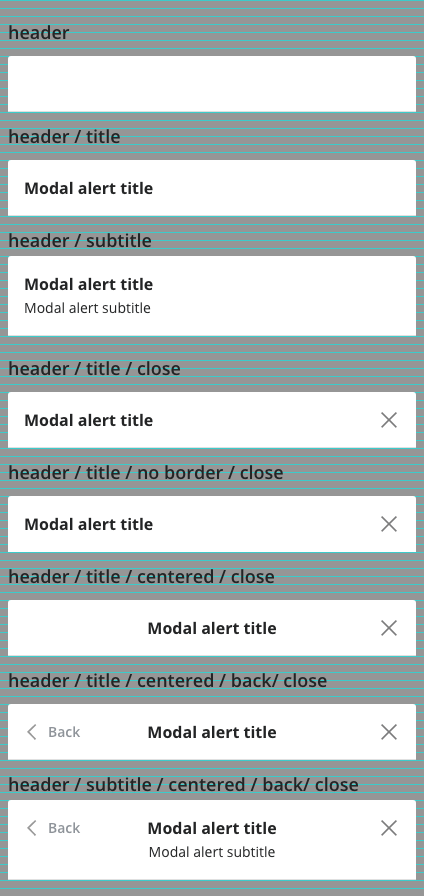 header
header / title
Modal alert title
header / subtitle
Modal alert title
Modal alert subtitle
header / title / close
Modal alert title
header / title / no border / close
Modal alert title
header / title / centered / close
Modal alert title
header / title / centered / back/ close
Back Modal alert title
header / subtitle / centered / back/ close
Back Modal alert title
Modal alert subtitle